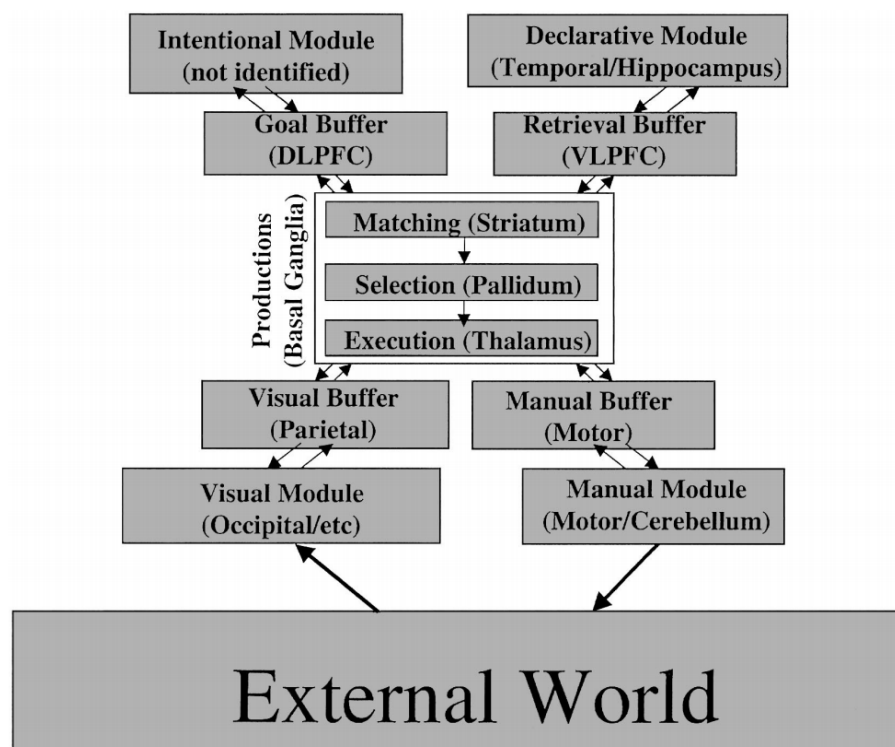 Intentional Module
(not identified)
Declarative Module
(Temporal/Hippocampus)
Goal Buffer
(DLPFC)
Retrieval Buffer
(VLPFC)
Productions
(Basal Ganglia)
Matching (Striatum)
Selection (Pallidum)
Execution (Thalamus)
Visual Buffer
(Parietal)
Manual Buffer
(Motor)
Visual Module
(Occipital/etc)
Manual Module
(Motor/Cerebellum)
External World